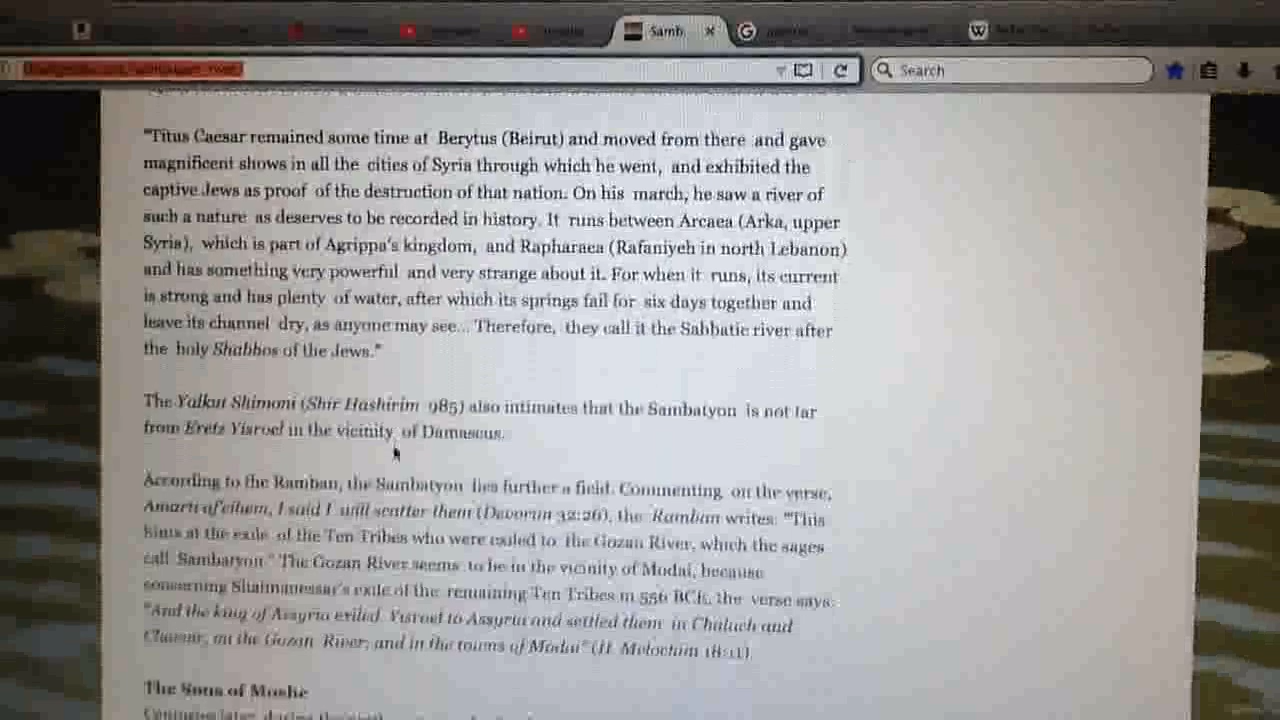 Samb
Search
"Titus Caesar remained some time at Berytus (Beirut) and moved from there and gave
magnificent shows in all the cities of Syria through which he went, and exhibited the
captive Jews as proof of the destruction of that nation. On his march, he saw a river of
such a nature as deserves to be recorded in history. It runs between Arcaea (Arka, upper
Syria), which is part of Agrippa's kingdom, and Rapharaea (Rafaniyeh in north Lebanon)
and has something very powerful and very strange about it. For when it runs, its current
is strong and has plenty of water, after which its springs fail for six days together and
leave its channel dry, as anyone may see... Therefore, they call it the Sabbatic river after
the holy Shabbos of the Jews."
The Yalkut Shimoni (Shir Hashirim 985) also intimates that the Sambatyon is not far
from Eretz Yisroel in the vicinity of Damascus.
According to the Ramban, the Sambatyon lies further a field. Commenting on the verse,
Amarti af'eihem, I said I will scatter them (Devorim 32:26), the Ramban writes: "This
hints at the exile of the Ten Tribes who were exiled to the Gozan River, which the sages
call Sambatyon." The Gozan River seems to be in the vicinity of Modai, because
concerning Shalmanessar's exile of the remaining Ten Tribes in 556 BCE, the verse says:
"And the king of Assyria exiled Yisroel to Assyria and settled them in Chaluch and
Chavor, on the Gozan River, and in the towns of Modai" (II Melochim 18:11).
The Sons of Moshe